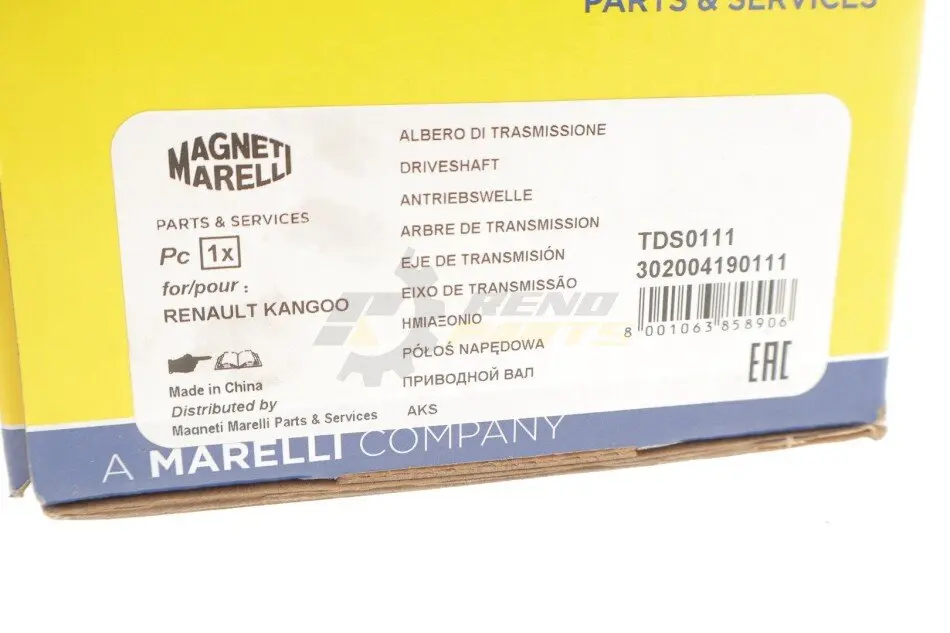 PARTS & SERVICES
MAGNETI
MARELLI
PARTS & SERVICES
Pc 1x
for/pour :
RENAULT KANGOO
Made in China
Distributed by
Magneti Marelli Parts & Services
ALBERO DI TRASMISSIONE
DRIVESHAFT
ANTRIEBSWELLE
ARBRE DE TRANSMISSION
EJE DE TRANSMISIÓN
EIXO DE TRANSMISSÃO
ΗΜΙΑΞΟΝΙΟ
PÓŁOŚ NAPĘDOWA
ПРИВОДНОЙ ВАЛ
AKS
TDS0111
302004190111
8 001063 858906
EAC
RENO
PARTS
A MARELLI COMPANY